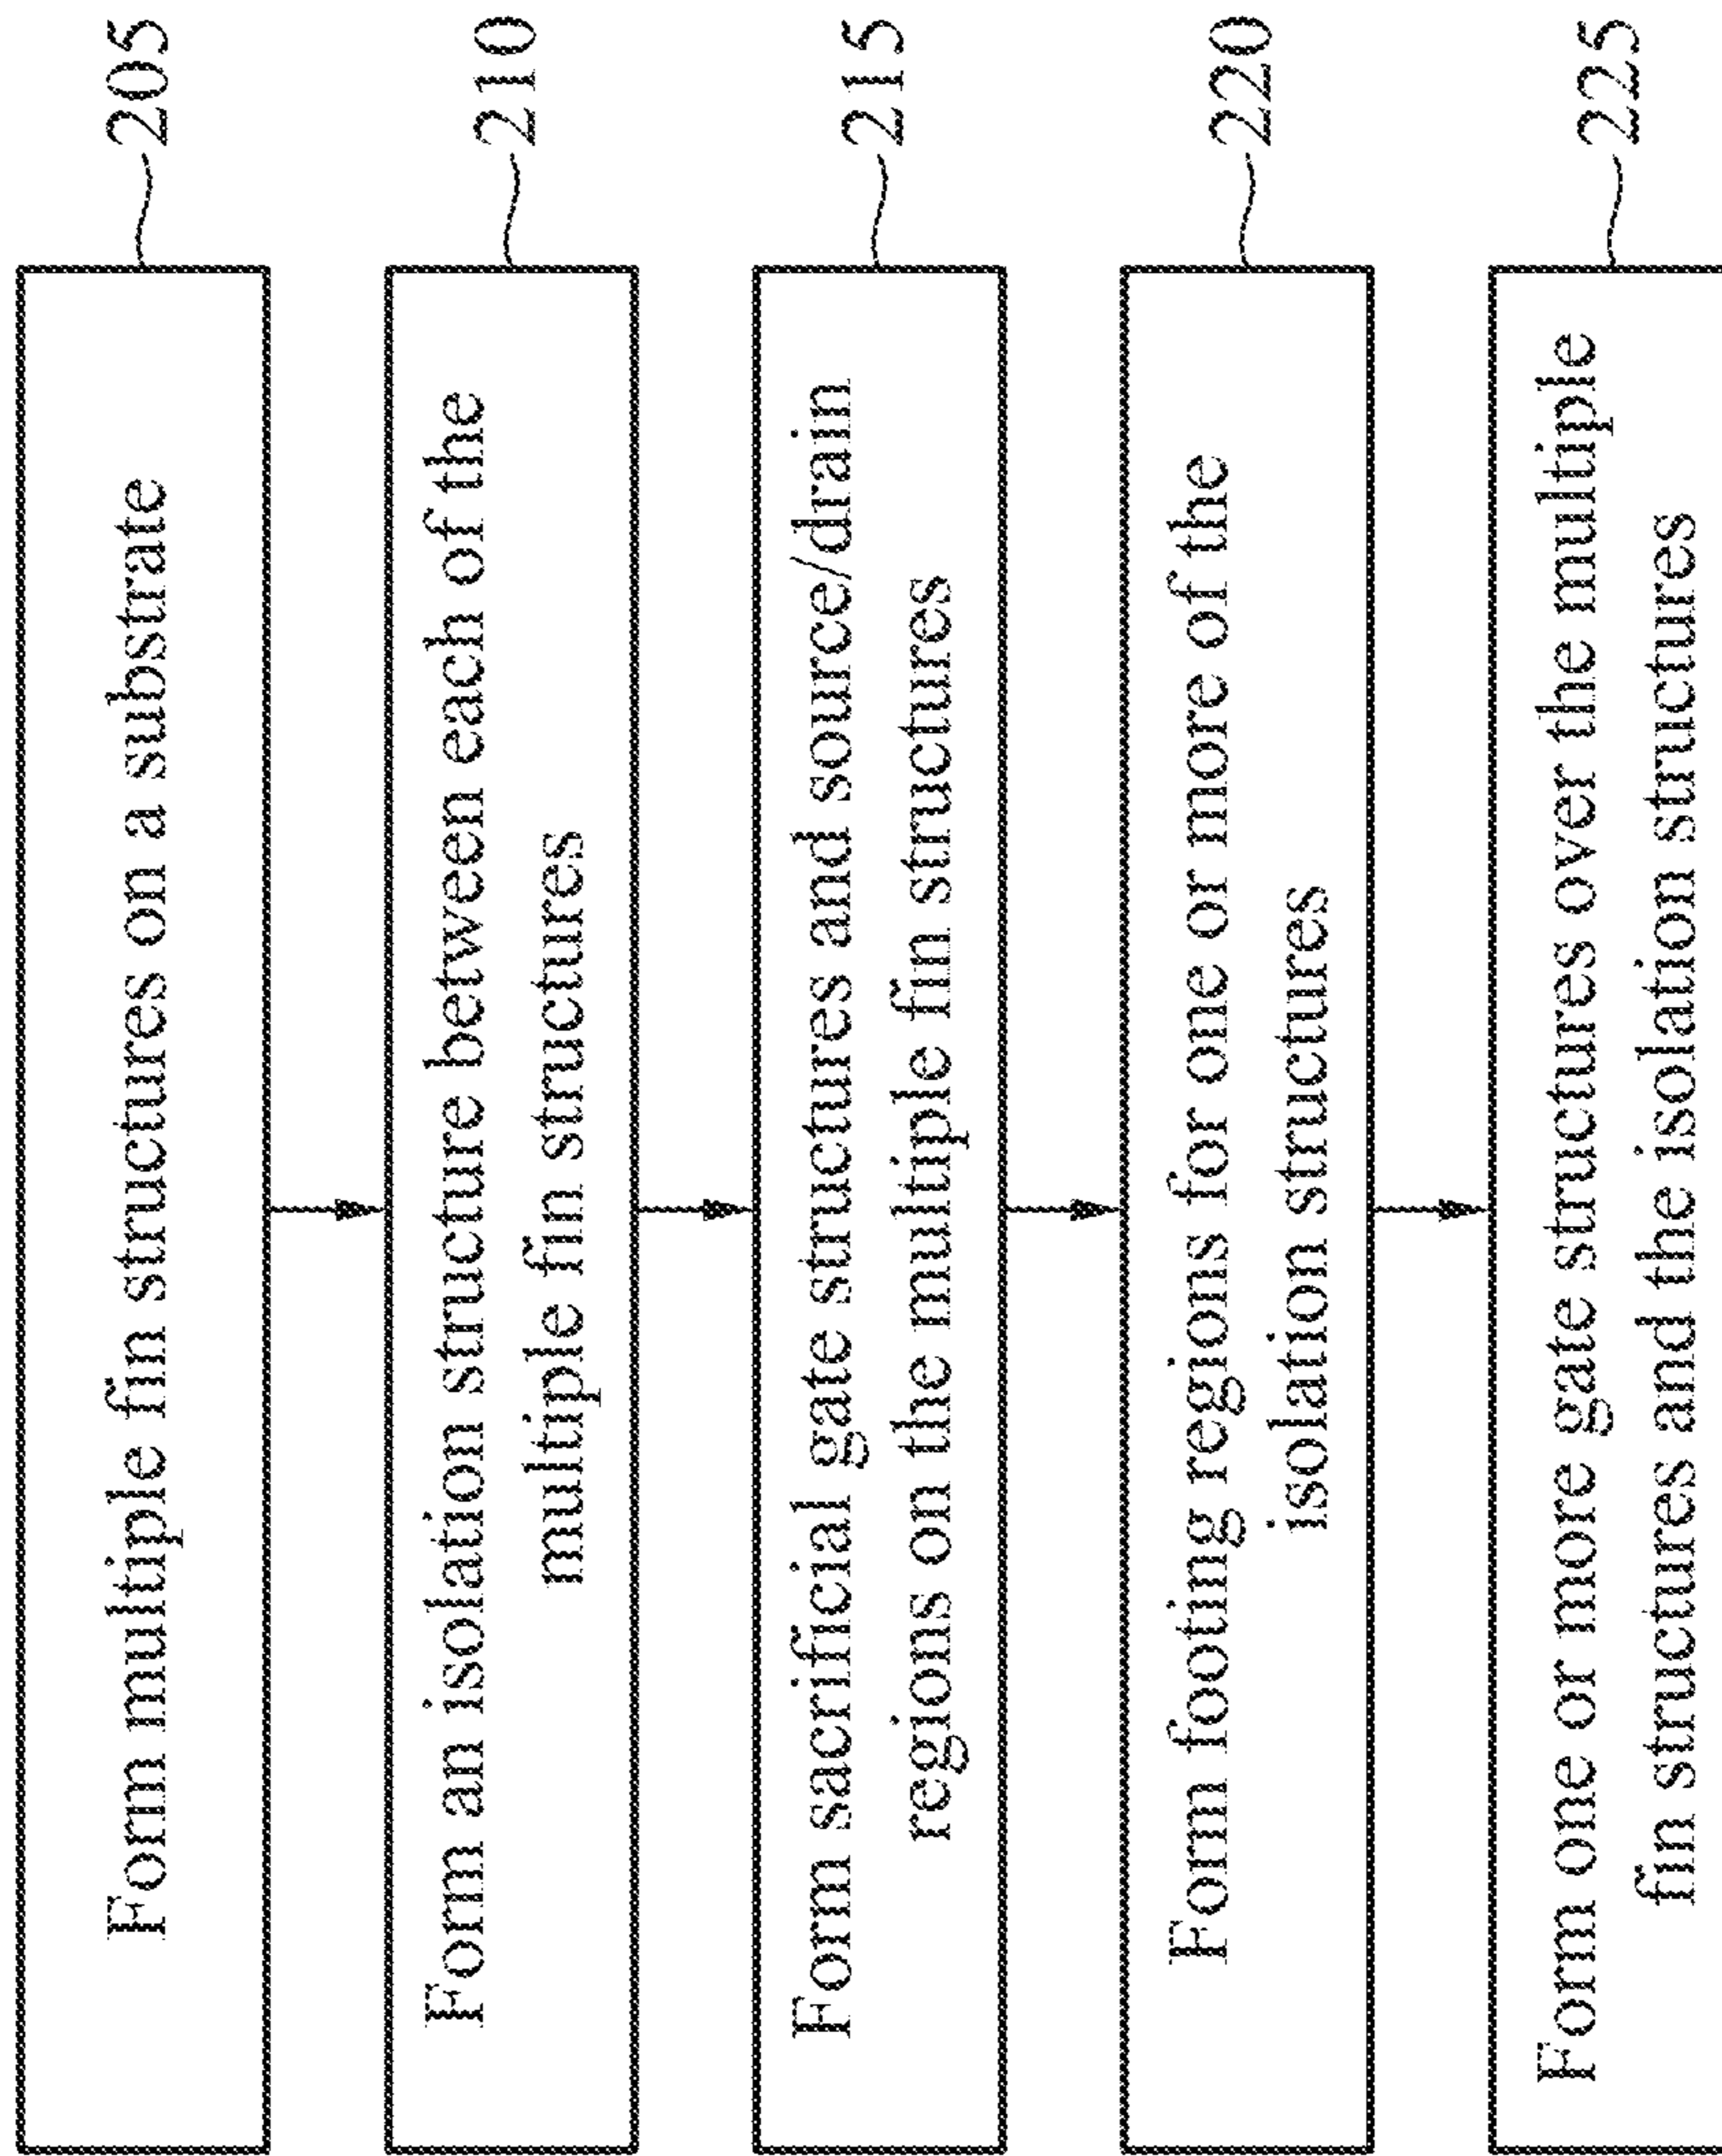 Form multiple fin structures on a substrate
205
Form an isolation structure between each of the
multiple fin structures
210
Form sacrificial gate structures and source/drain
regions on the multiple fin structures
215
Form footing regions for one or more of the
isolation structures
220
Form one or more gate structures over the multiple
fin structures and the isolation structures
225